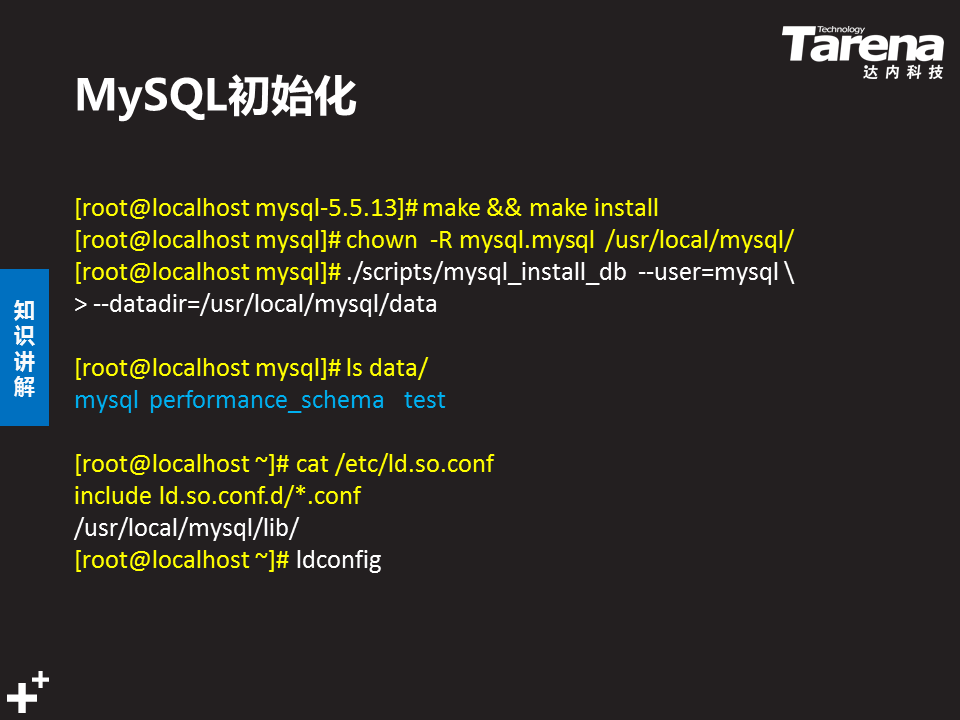 Technology
Tarena
达内科技
MySQL初始化
[root@localhost mysql-5.5.13]# make && make install
[root@localhost mysql]# chown -R mysql.mysql /usr/local/mysql/
[root@localhost mysql]# ./scripts/mysql_install_db --user=mysql \
> --datadir=/usr/local/mysql/data
[root@localhost mysql]# ls data/
mysql performance_schema test
[root@localhost ~]# cat /etc/ld.so.conf
include ld.so.conf.d/*.conf
/usr/local/mysql/lib/
[root@localhost ~]# ldconfig
知识讲解